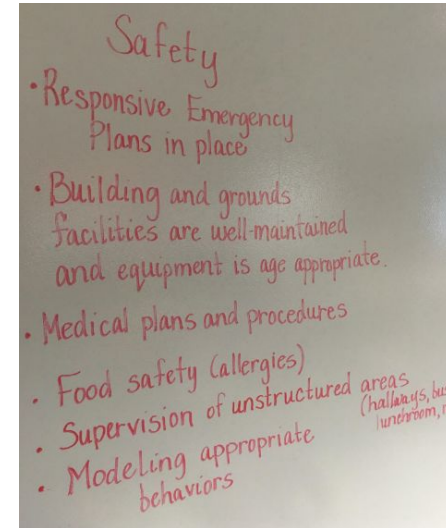 Safety
• Responsive Emergency
Plans in place
• Building and grounds
facilities are well-maintained
and equipment is age appropriate.
• Medical plans and procedures
• Food safety (allergies)
• Supervision of unstructured areas
(hallways,
lunchroom,
• Modeling appropriate
behaviors